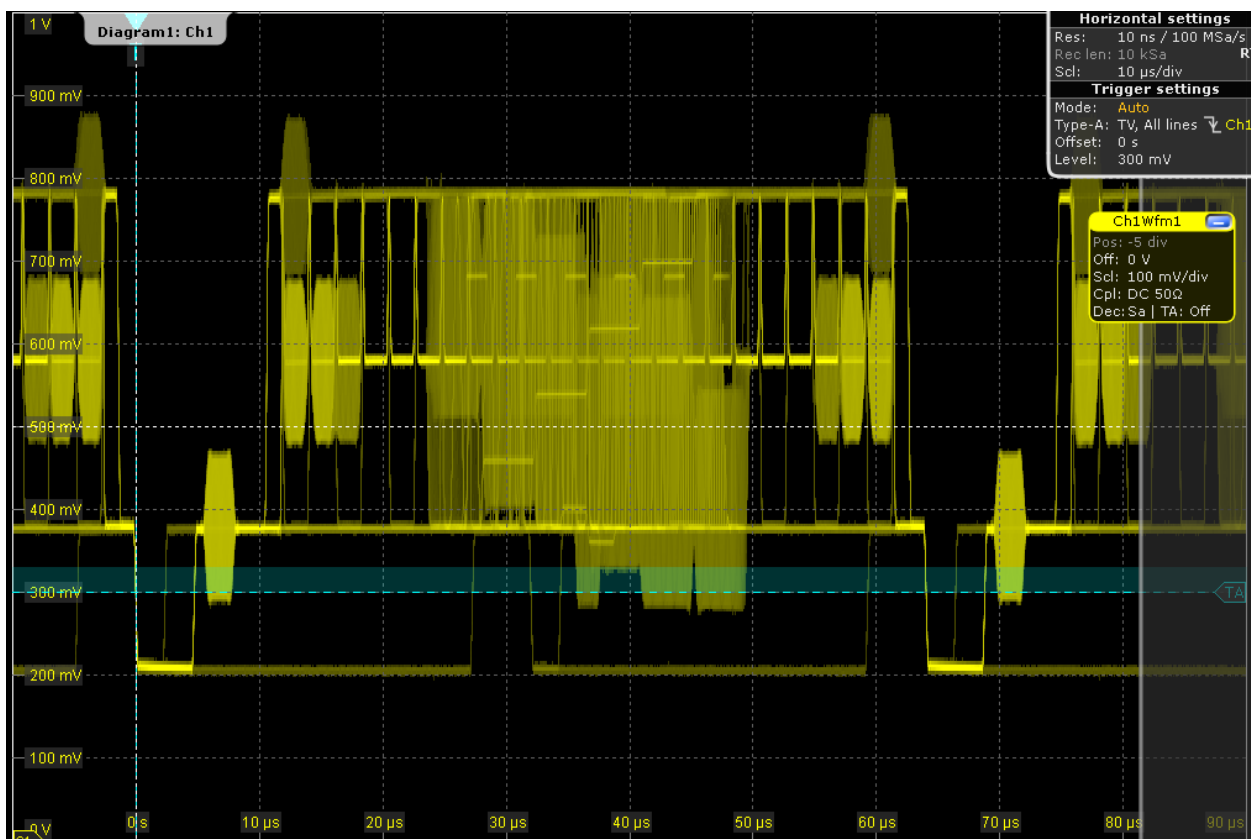 1 V
Diagram1: Ch1
Horizontal settings
Res: 10 ns / 100 MSa/s
Rec len: 10 kSa
Scl: 10 µs/div
Trigger settings
Mode: Auto
Type-A: TV, All lines Ch1
Offset: 0 s
Level: 300 mV
900 mV
800 mV
Ch1Wfm1
Pos: -5 div
Off: 0 V
Scl: 100 mV/div
Cpl: DC 50Ω
Dec: Sa | TA: Off
700 mV
600 mV
500 mV
400 mV
300 mV
TA
200 mV
100 mV
0 V
0 s 10 µs 20 µs 30 µs 40 µs 50 µs 60 µs 70 µs 80 µs 90 µs